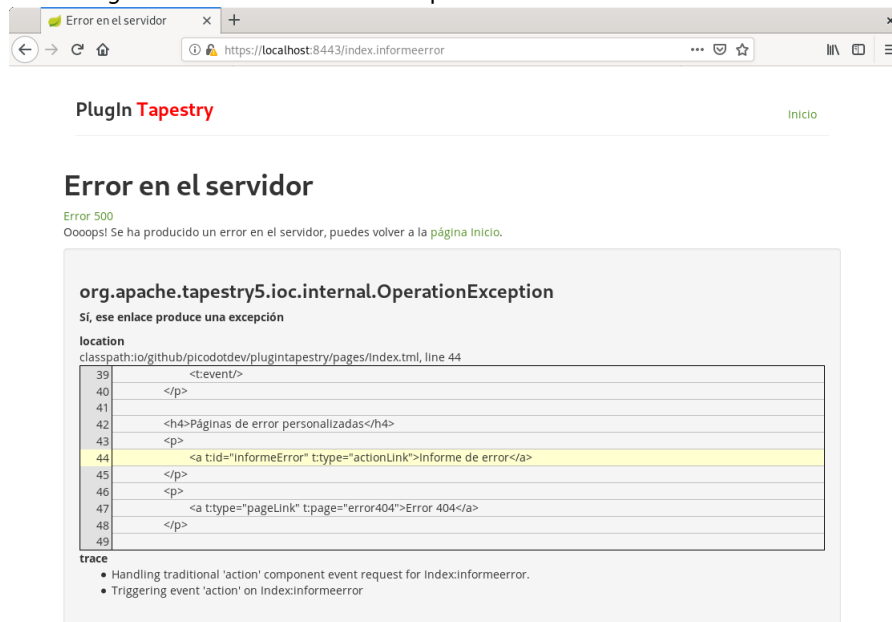 Error en el servidor
https://localhost:8443/index.informeerror
PlugIn Tapestry
Inicio
Error en el servidor
Error 500
Oooops! Se ha producido un error en el servidor, puedes volver a la página Inicio.
org.apache.tapestry5.ioc.internal.OperationException
Sí, ese enlace produce una excepción
location
classpath:io/github/picodotdev/plugintapestry/pages/Index.tml, line 44
39 <t:event/>
40 </p>
41
42 <h4>Páginas de error personalizadas</h4>
43 <p>
44 <a t:id="informeError" t:type="actionLink">Informe de error</a>
45 </p>
46 <p>
47 <a t:type="pageLink" t:page="error404">Error 404</a>
48 </p>
49
trace
Handling traditional 'action' component event request for Index:informeerror.
Triggering event 'action' on Index:informeerror